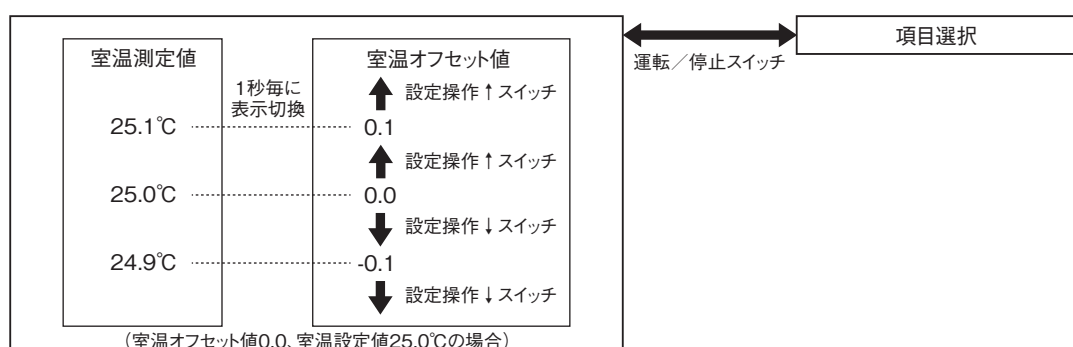 項目選択
運転／停止スイッチ
室温測定値
室温オフセット値
1秒毎に
表示切換
設定操作↑スイッチ
25.1℃
0.1
設定操作↑スイッチ
25.0℃
0.0
設定操作↓スイッチ
24.9℃
-0.1
設定操作↓スイッチ
(室温オフセット値0.0、室温設定値25.0℃の場合)